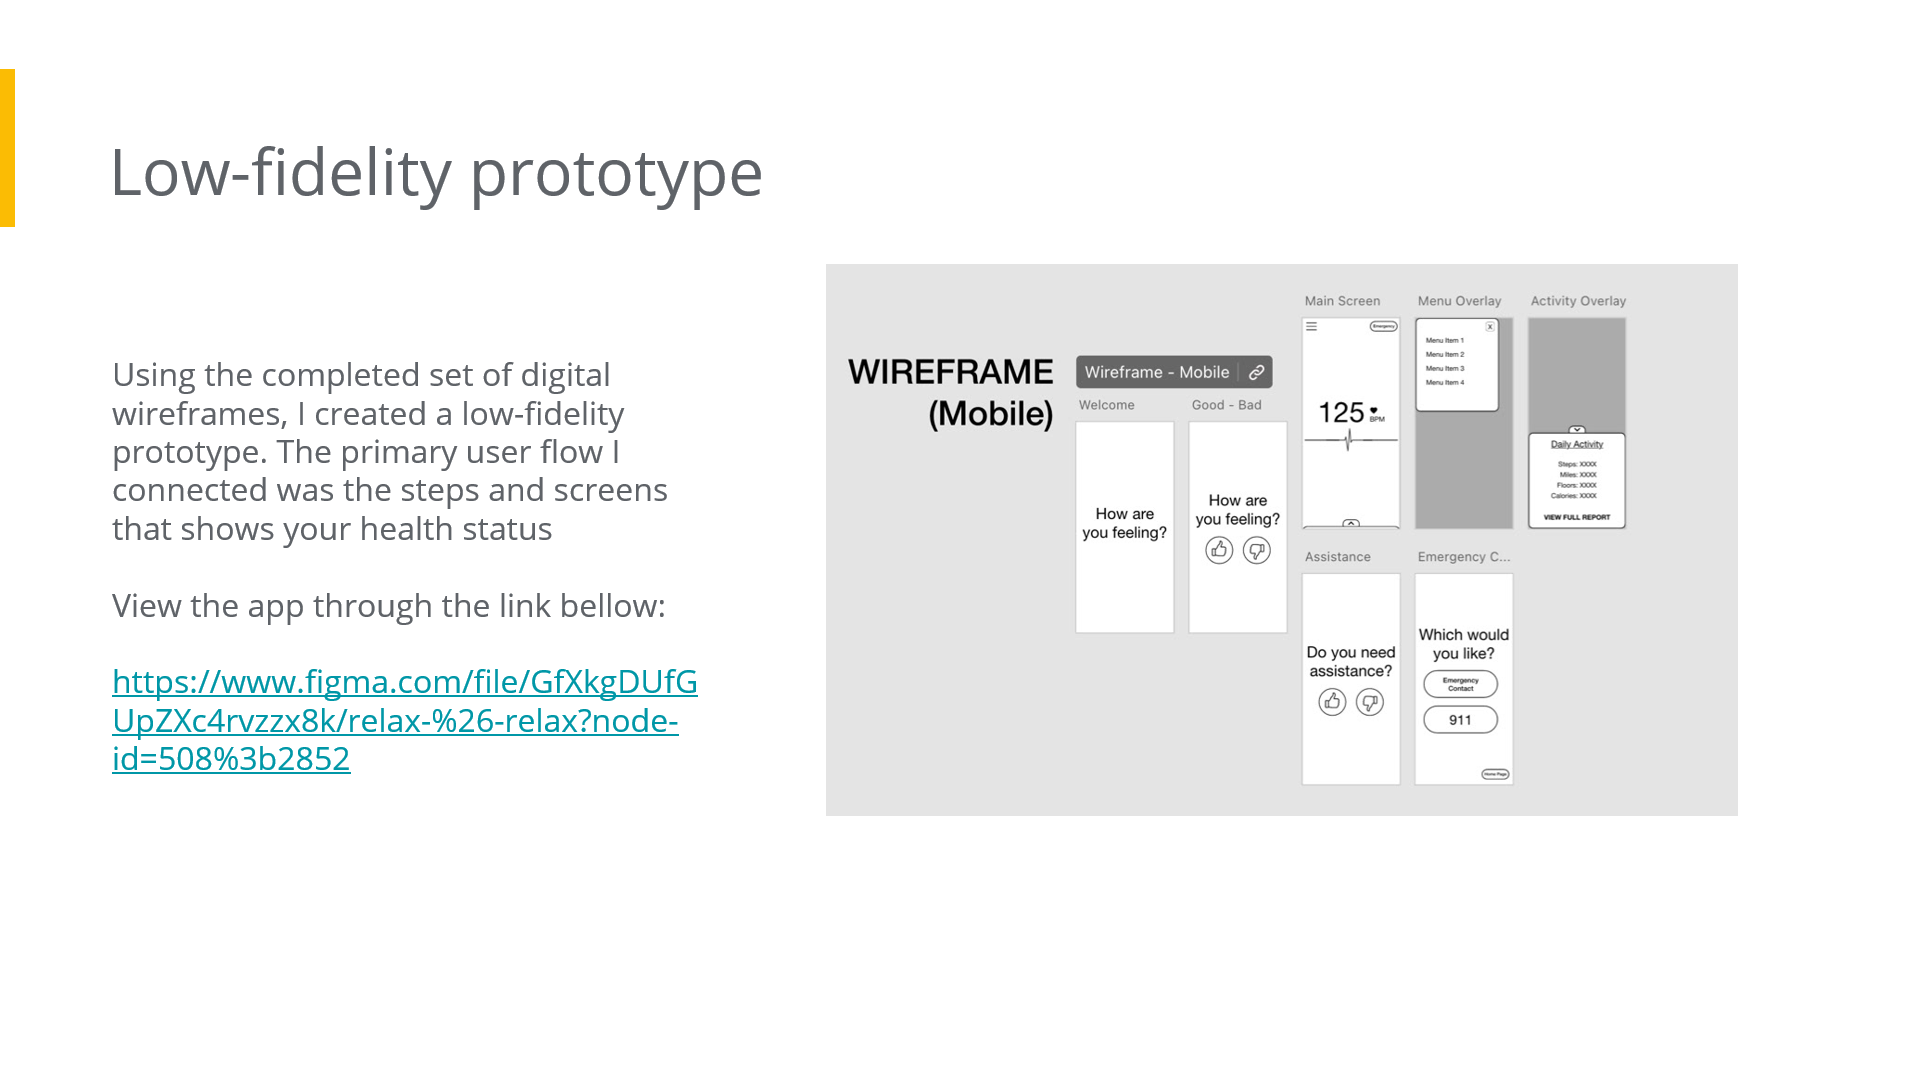 Low-fidelity prototype
Using the completed set of digital
wireframes, I created a low-fidelity
prototype. The primary user flow I
connected was the steps and screens
that shows your health status
View the app through the link bellow:
https://www.figma.com/file/GfXkgDUfG
UpZXc4rvzzx8k/relax-%26-relax?node-
id=508%3b2852
WIREFRAME
(Mobile)
Wireframe - Mobile
Welcome
How are
you feeling?
Good - Bad
How are
you feeling?
Main Screen
Emergency
125 BPM
Menu Overlay
X
Menu Item 1
Menu Item 2
Menu Item 3
Menu Item 4
Activity Overlay
Daily Activity
Steps: XXXX
Miles: XXXX
Floors: XXXX
Calories: XXXX
VIEW FULL REPORT
Assistance
Do you need
assistance?
Emergency C...
Which would
you like?
Emergency
Contact
911
Home Page